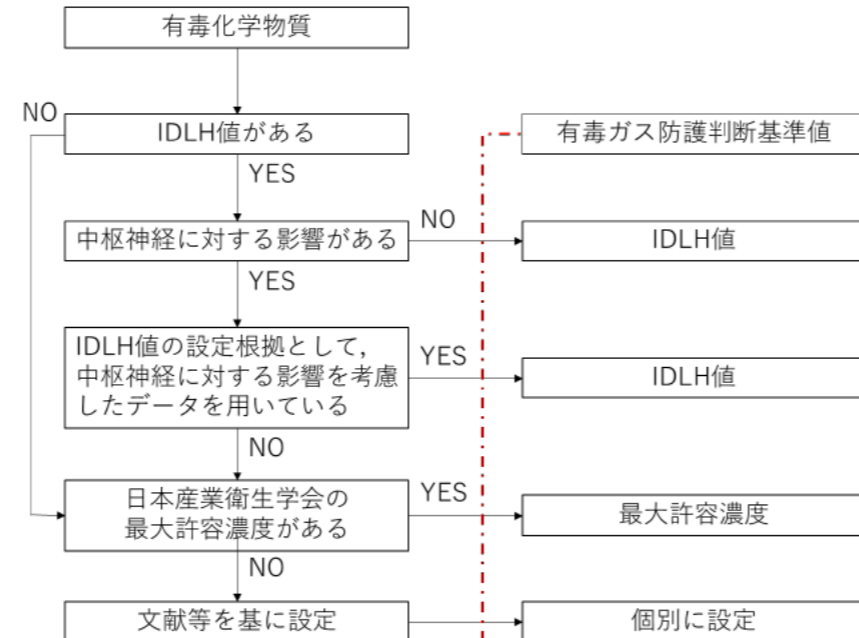 有毒化学物質
NO
IDLH値がある
有毒ガス防護判断基準値
YES
中枢神経に対する影響がある
NO
IDLH値
YES
IDLH値の設定根拠として，
中枢神経に対する影響を考慮
したデータを用いている
YES
IDLH値
NO
日本産業衛生学会の
最大許容濃度がある
YES
最大許容濃度
NO
文献等を基に設定
個別に設定